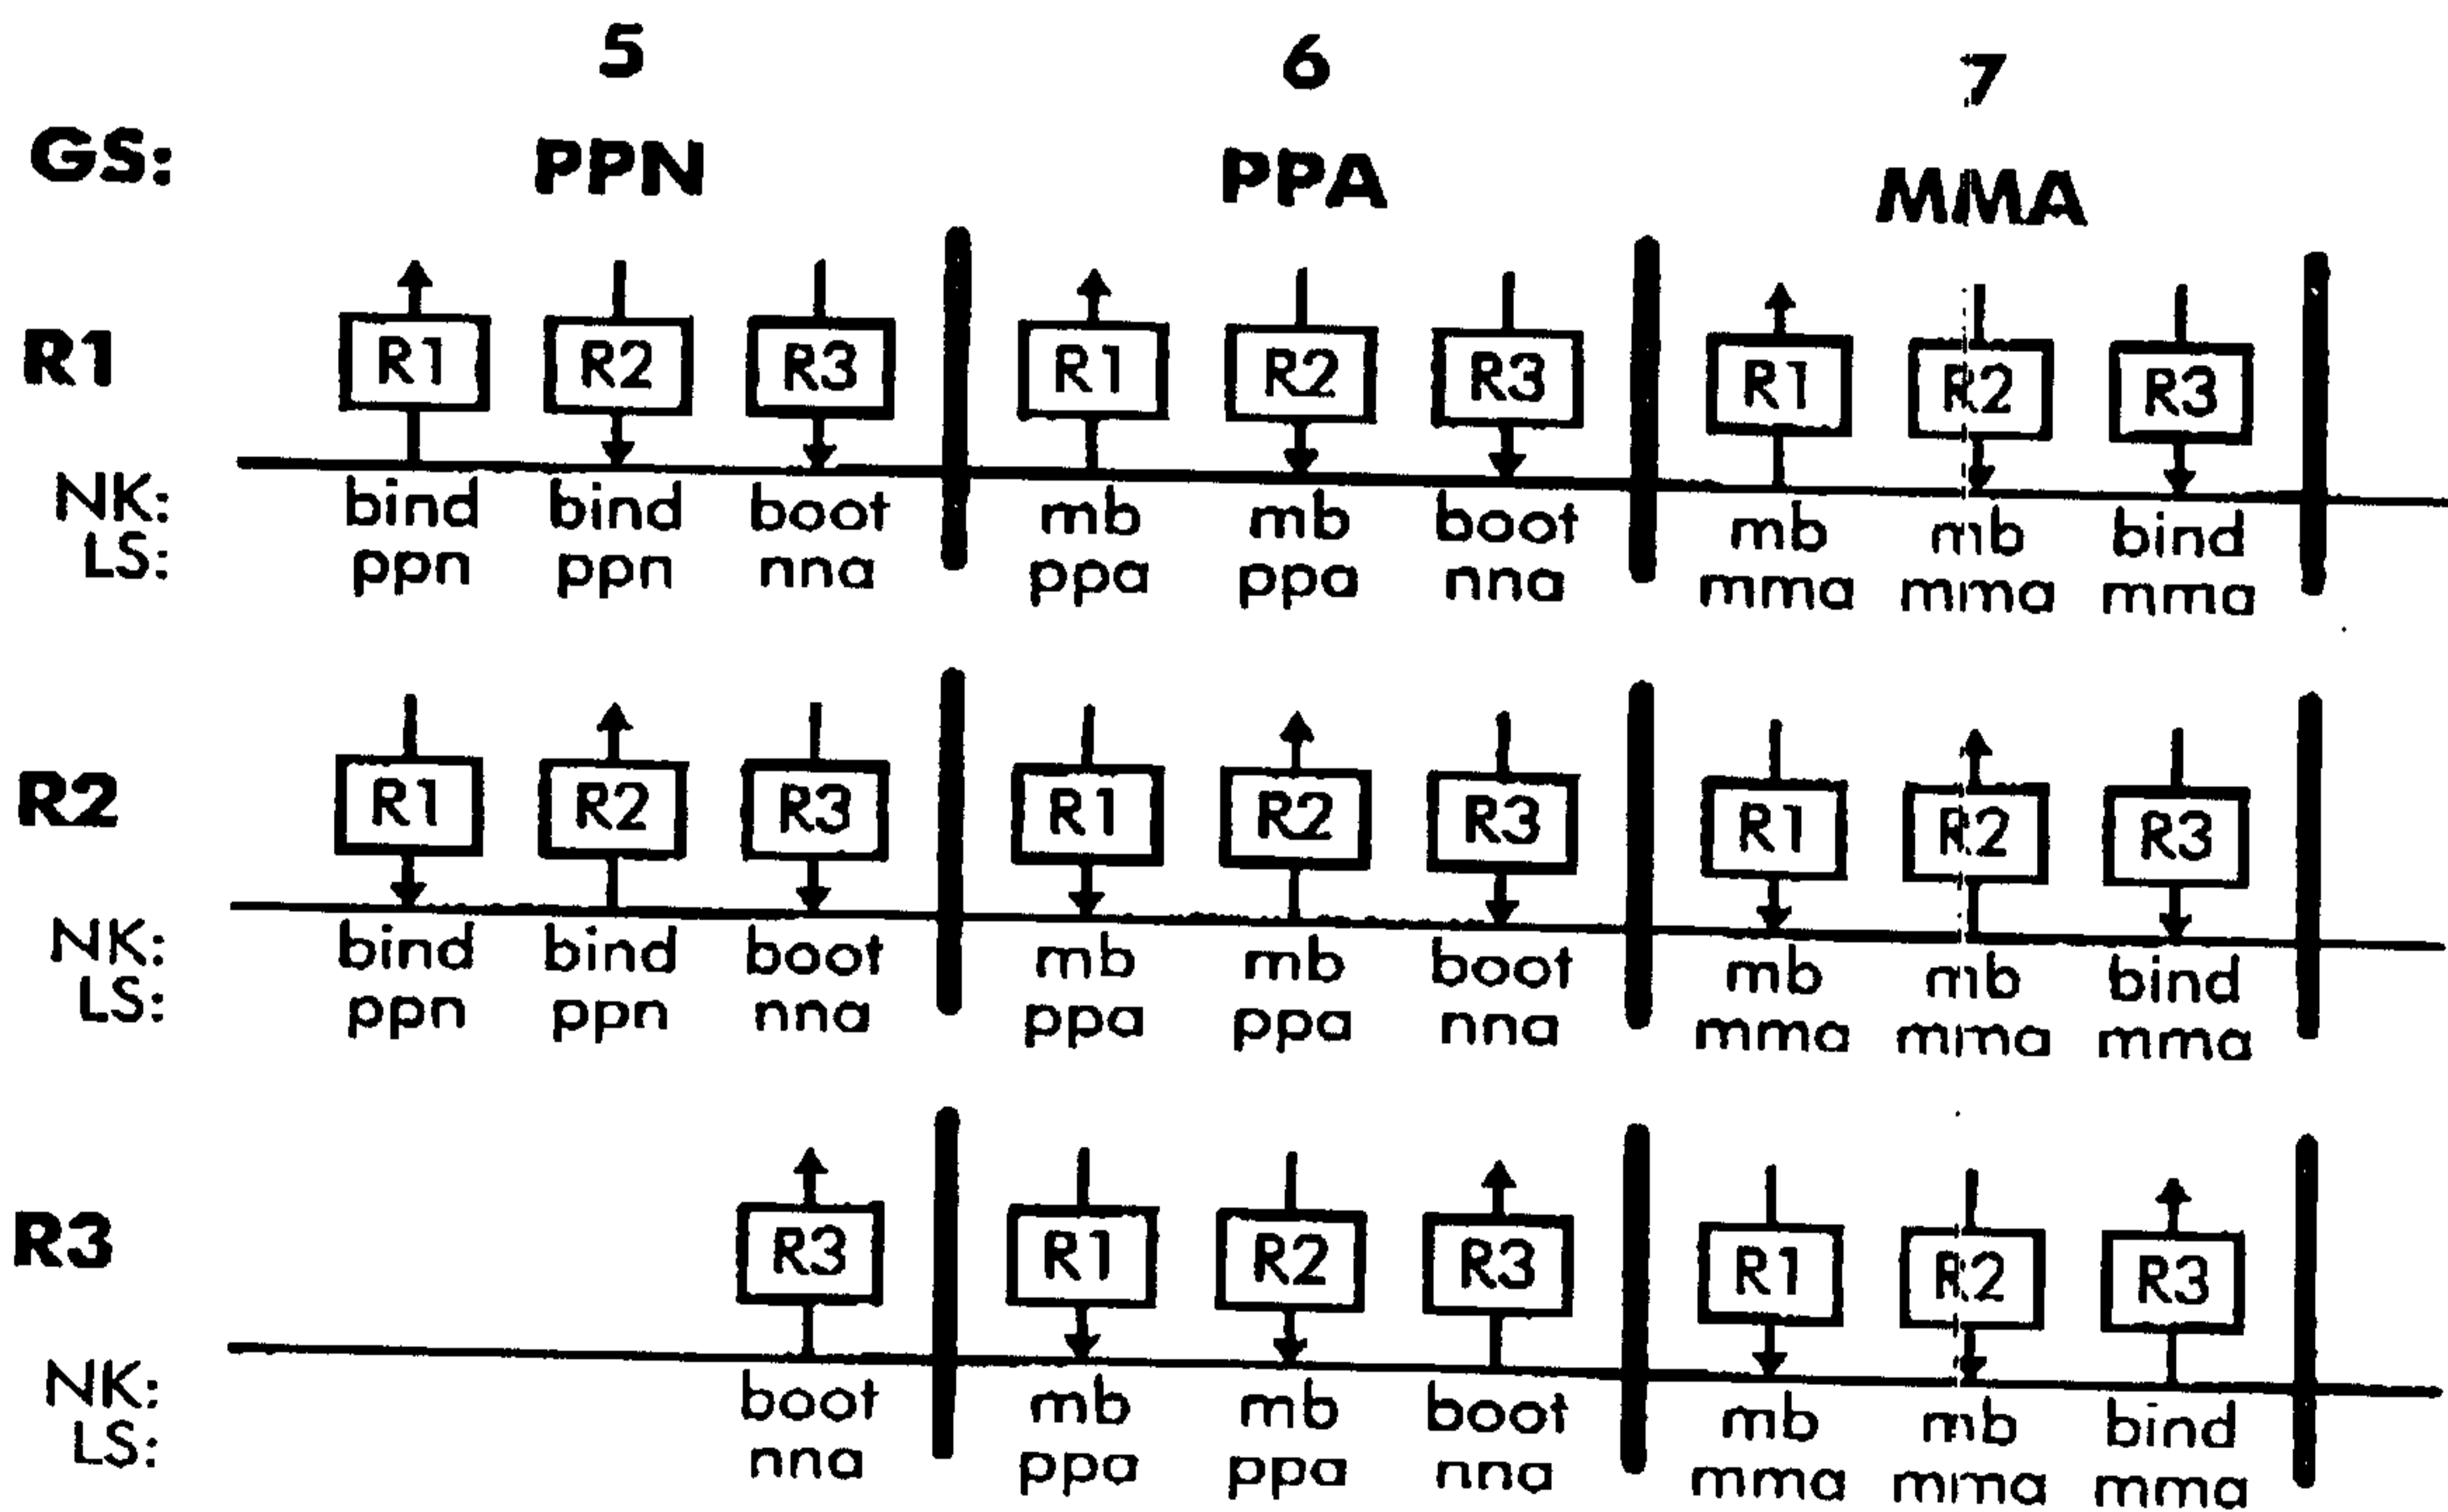 5 6 7
GS: PPN PPA MMA
R1 R1 R2 R3 R1 R2 R3 R1 R2 R3
NK: bind bind boot mb mb boot mb mb bind
LS: ppn ppn nna ppa ppa nna mma mma mma
R2 R1 R2 R3 R1 R2 R3 R1 R2 R3
NK: bind bind boot mb mb boot mb mb bind
LS: ppn ppn nna ppa ppa nna mma mma mma
R3 R3 R1 R2 R3 R1 R2 R3
NK: boot mb mb boot mb mb bind
LS: nna ppa ppa nna mma mma mma